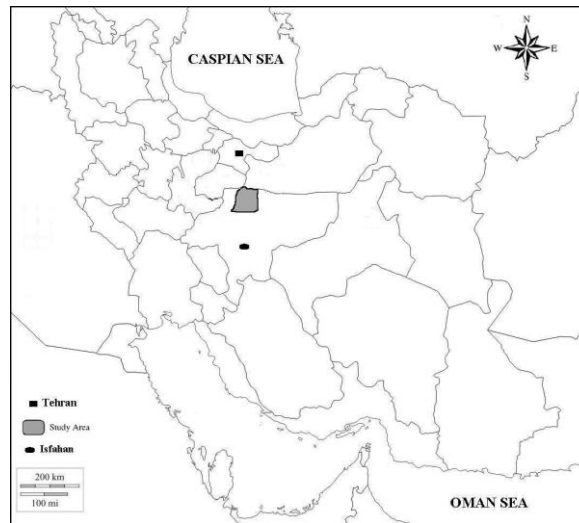 CASPIAN SEA
N
W
E
S
Tehran
Study Area
Isfahan
200 km
100 mi
OMAN SEA